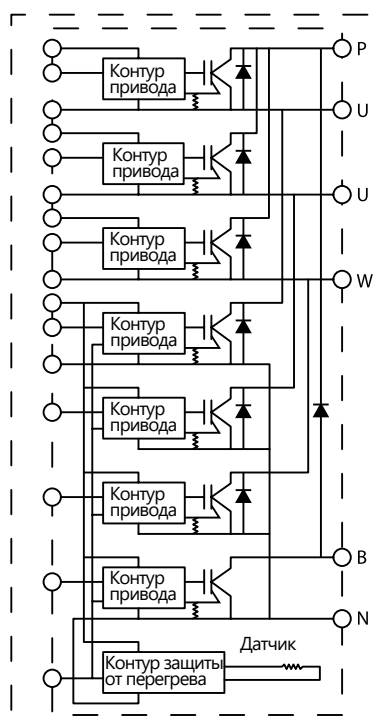 P
Контур
привода
U
Контур
привода
U
Контур
привода
W
Контур
привода
Контур
привода
Контур
привода
B
Контур
привода
N
Датчик
Контур защиты
от перегрева